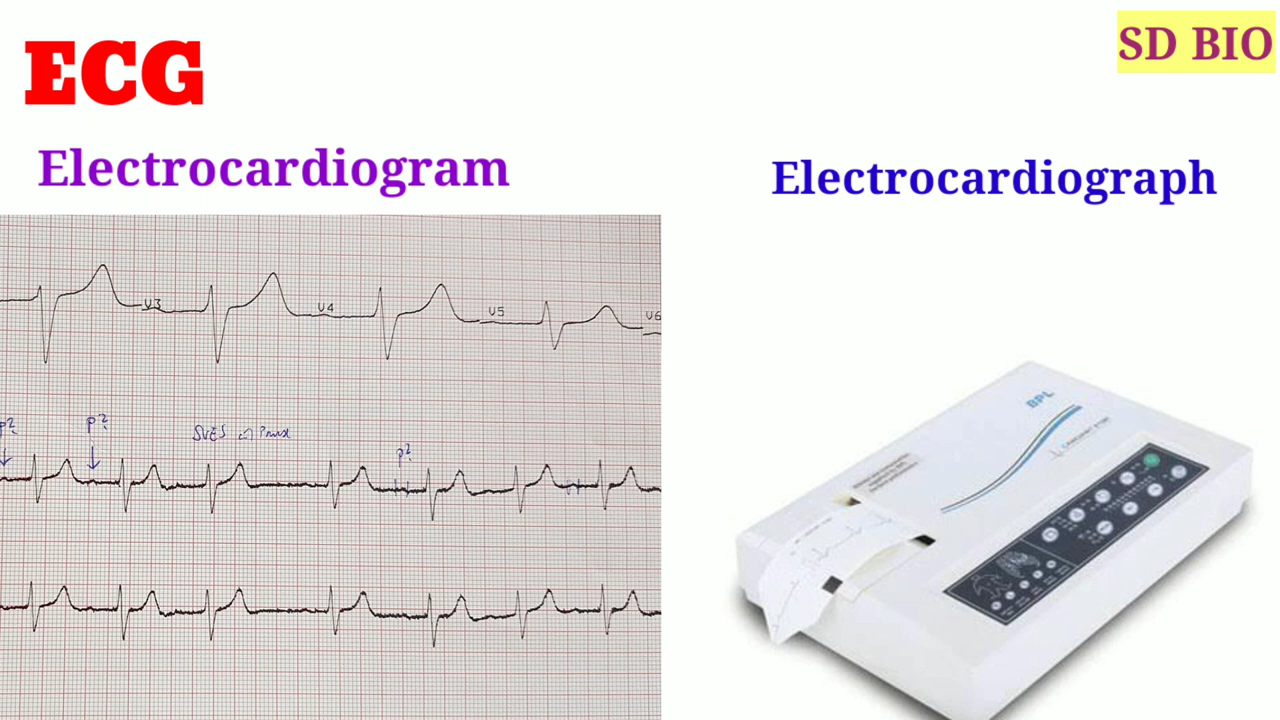 ECG
SD BIO
Electrocardiogram
Electrocardiograph
V3
V4
V5
V6
p?
p?
SVES
p?
BPL